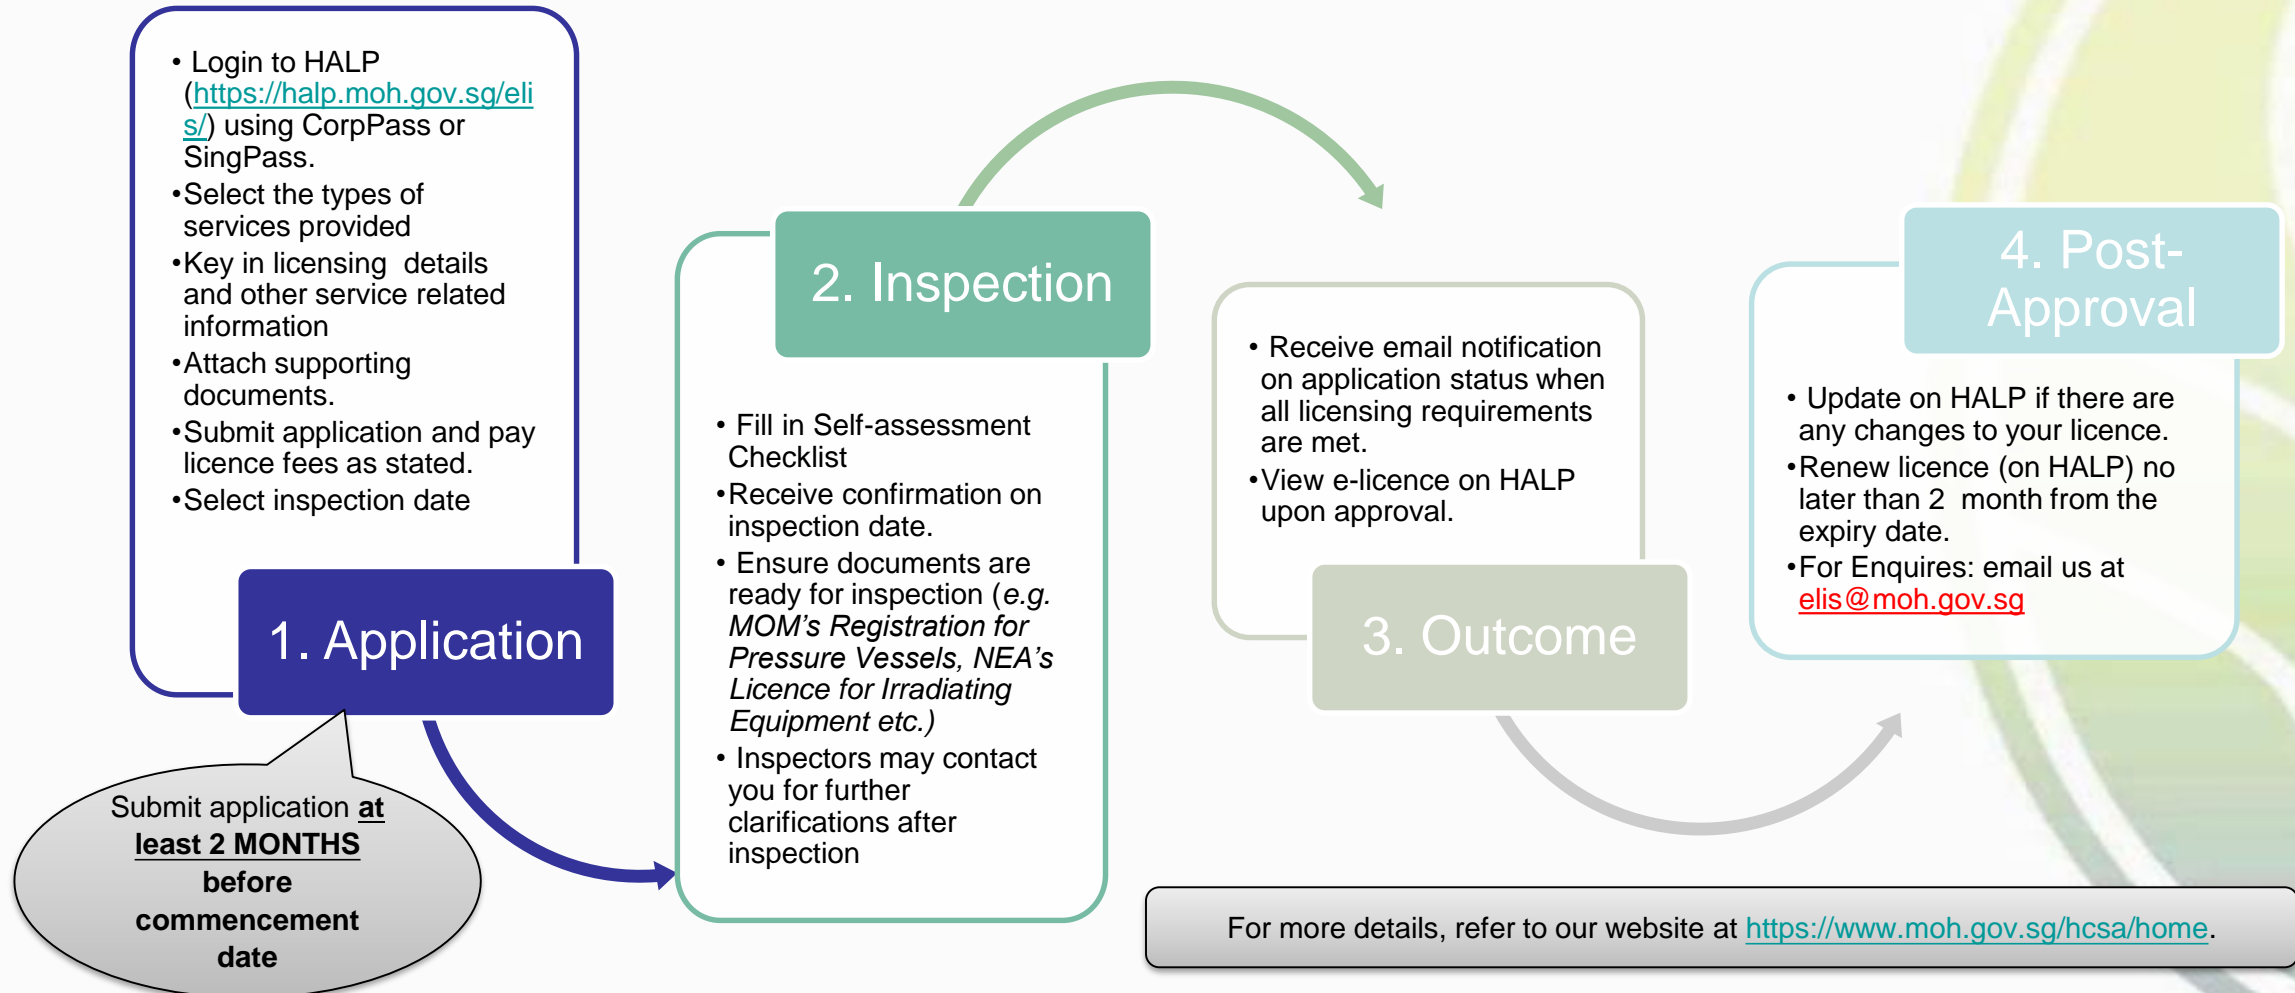 • Login to HALP
(https://halp.moh.gov.sg/eli
s/) using CorpPass or
SingPass.
•Select the types of
services provided
•Key in licensing  details
and other service related
information
•Attach supporting
documents.
•Submit application and pay
licence fees as stated.
•Select inspection date
1. Application
Submit application at
least 2 MONTHS
before
commencement
date
2. Inspection
• Fill in Self-assessment
Checklist
•Receive confirmation on
inspection date.
• Ensure documents are
ready for inspection (e.g.
MOM’s Registration for
Pressure Vessels, NEA’s
Licence for Irradiating
Equipment etc.)
• Inspectors may contact
you for further
clarifications after
inspection
• Receive email notification
on application status when
all licensing requirements
are met.
•View e-licence on HALP
upon approval.
3. Outcome
4. Post-
Approval
• Update on HALP if there are
any changes to your licence.
•Renew licence (on HALP) no
later than 2  month from the
expiry date.
•For Enquires: email us at
elis@moh.gov.sg
For more details, refer to our website at https://www.moh.gov.sg/hcsa/home.